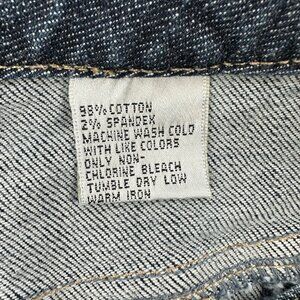 98% COTTON
2% SPANDEX
MACHINE WASH COLD
WITH LIKE COLORS
ONLY NON-
CHLORINE BLEACH
TUMBLE DRY LOW
WARM IRON